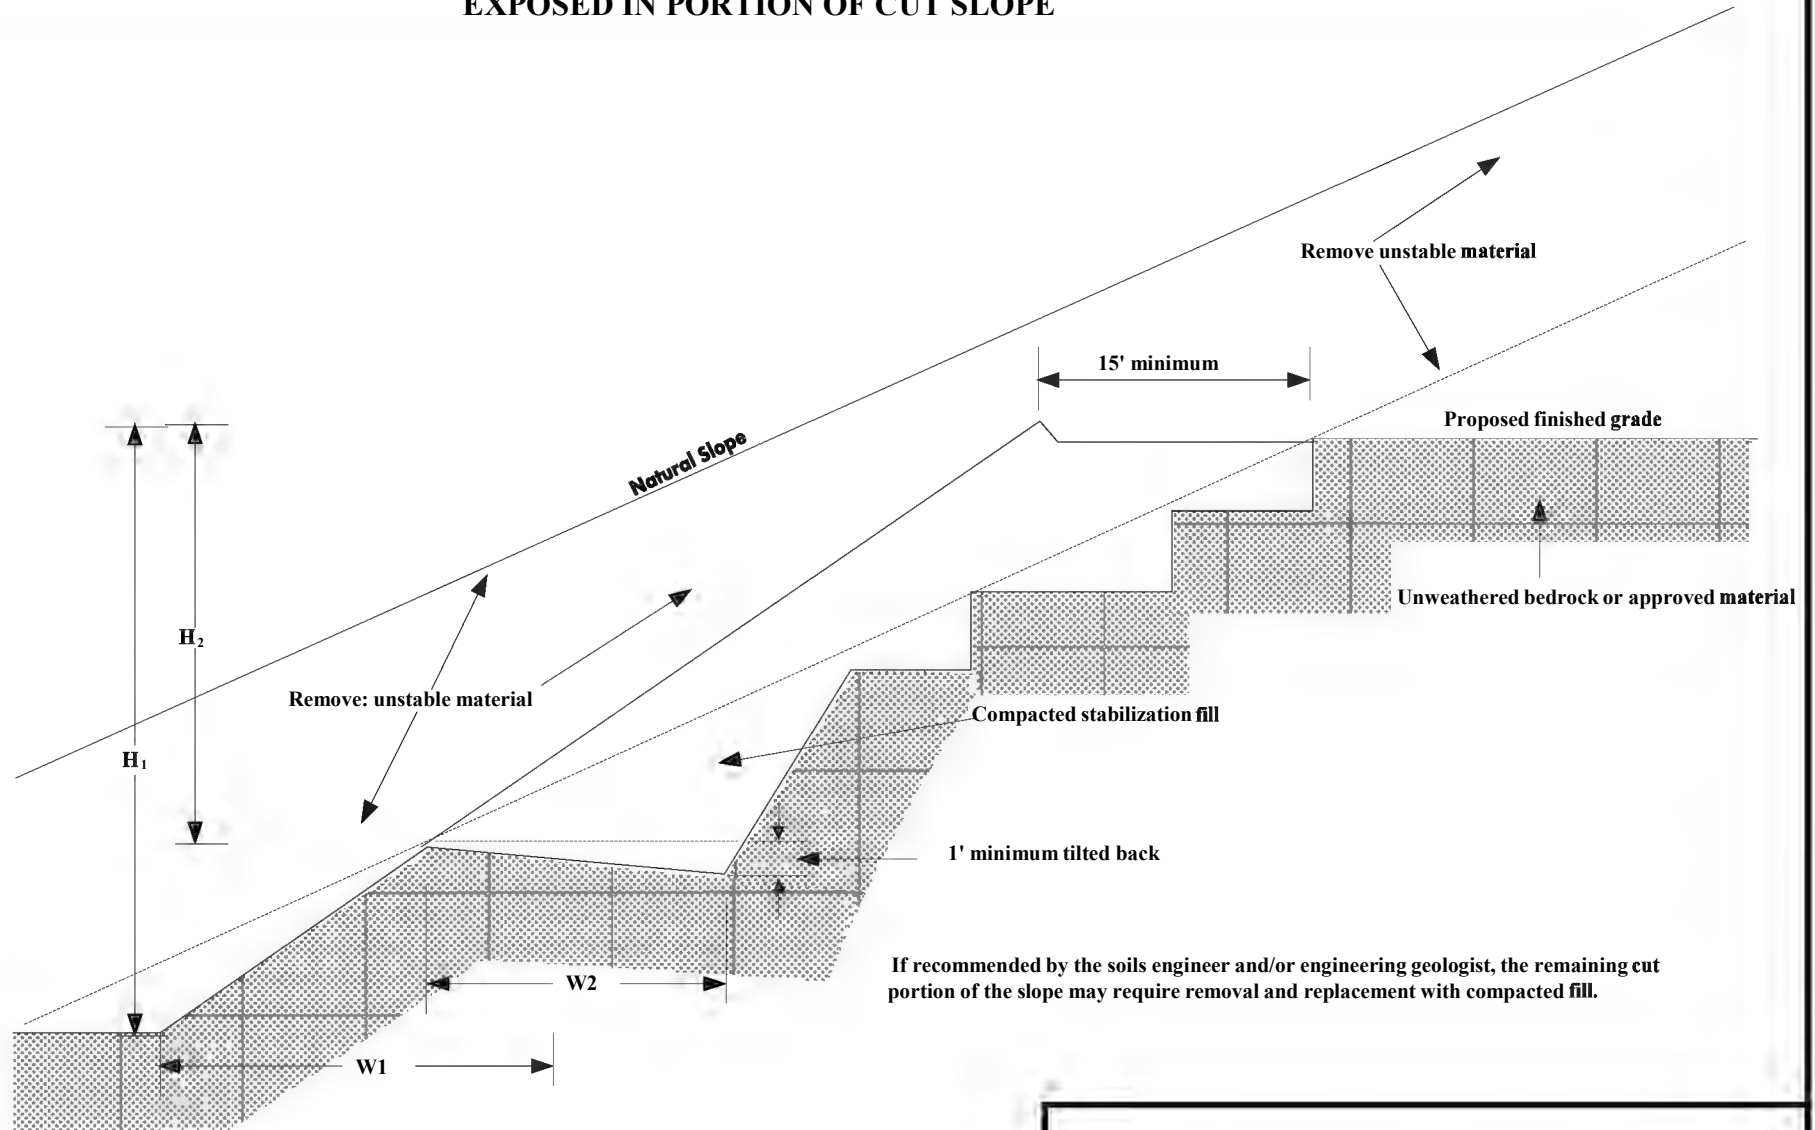 EXPOSED IN PORTION OF CUT SLOPE
Remove unstable material
15' minimum
Proposed finished grade
Natural Slope
Unweathered bedrock or approved material
H2
Remove: unstable material
Compacted stabilization fill
H1
1' minimum tilted back
If recommended by the soils engineer and/or engineering geologist, the remaining cut
portion of the slope may require removal and replacement with compacted fill.
W2
W1